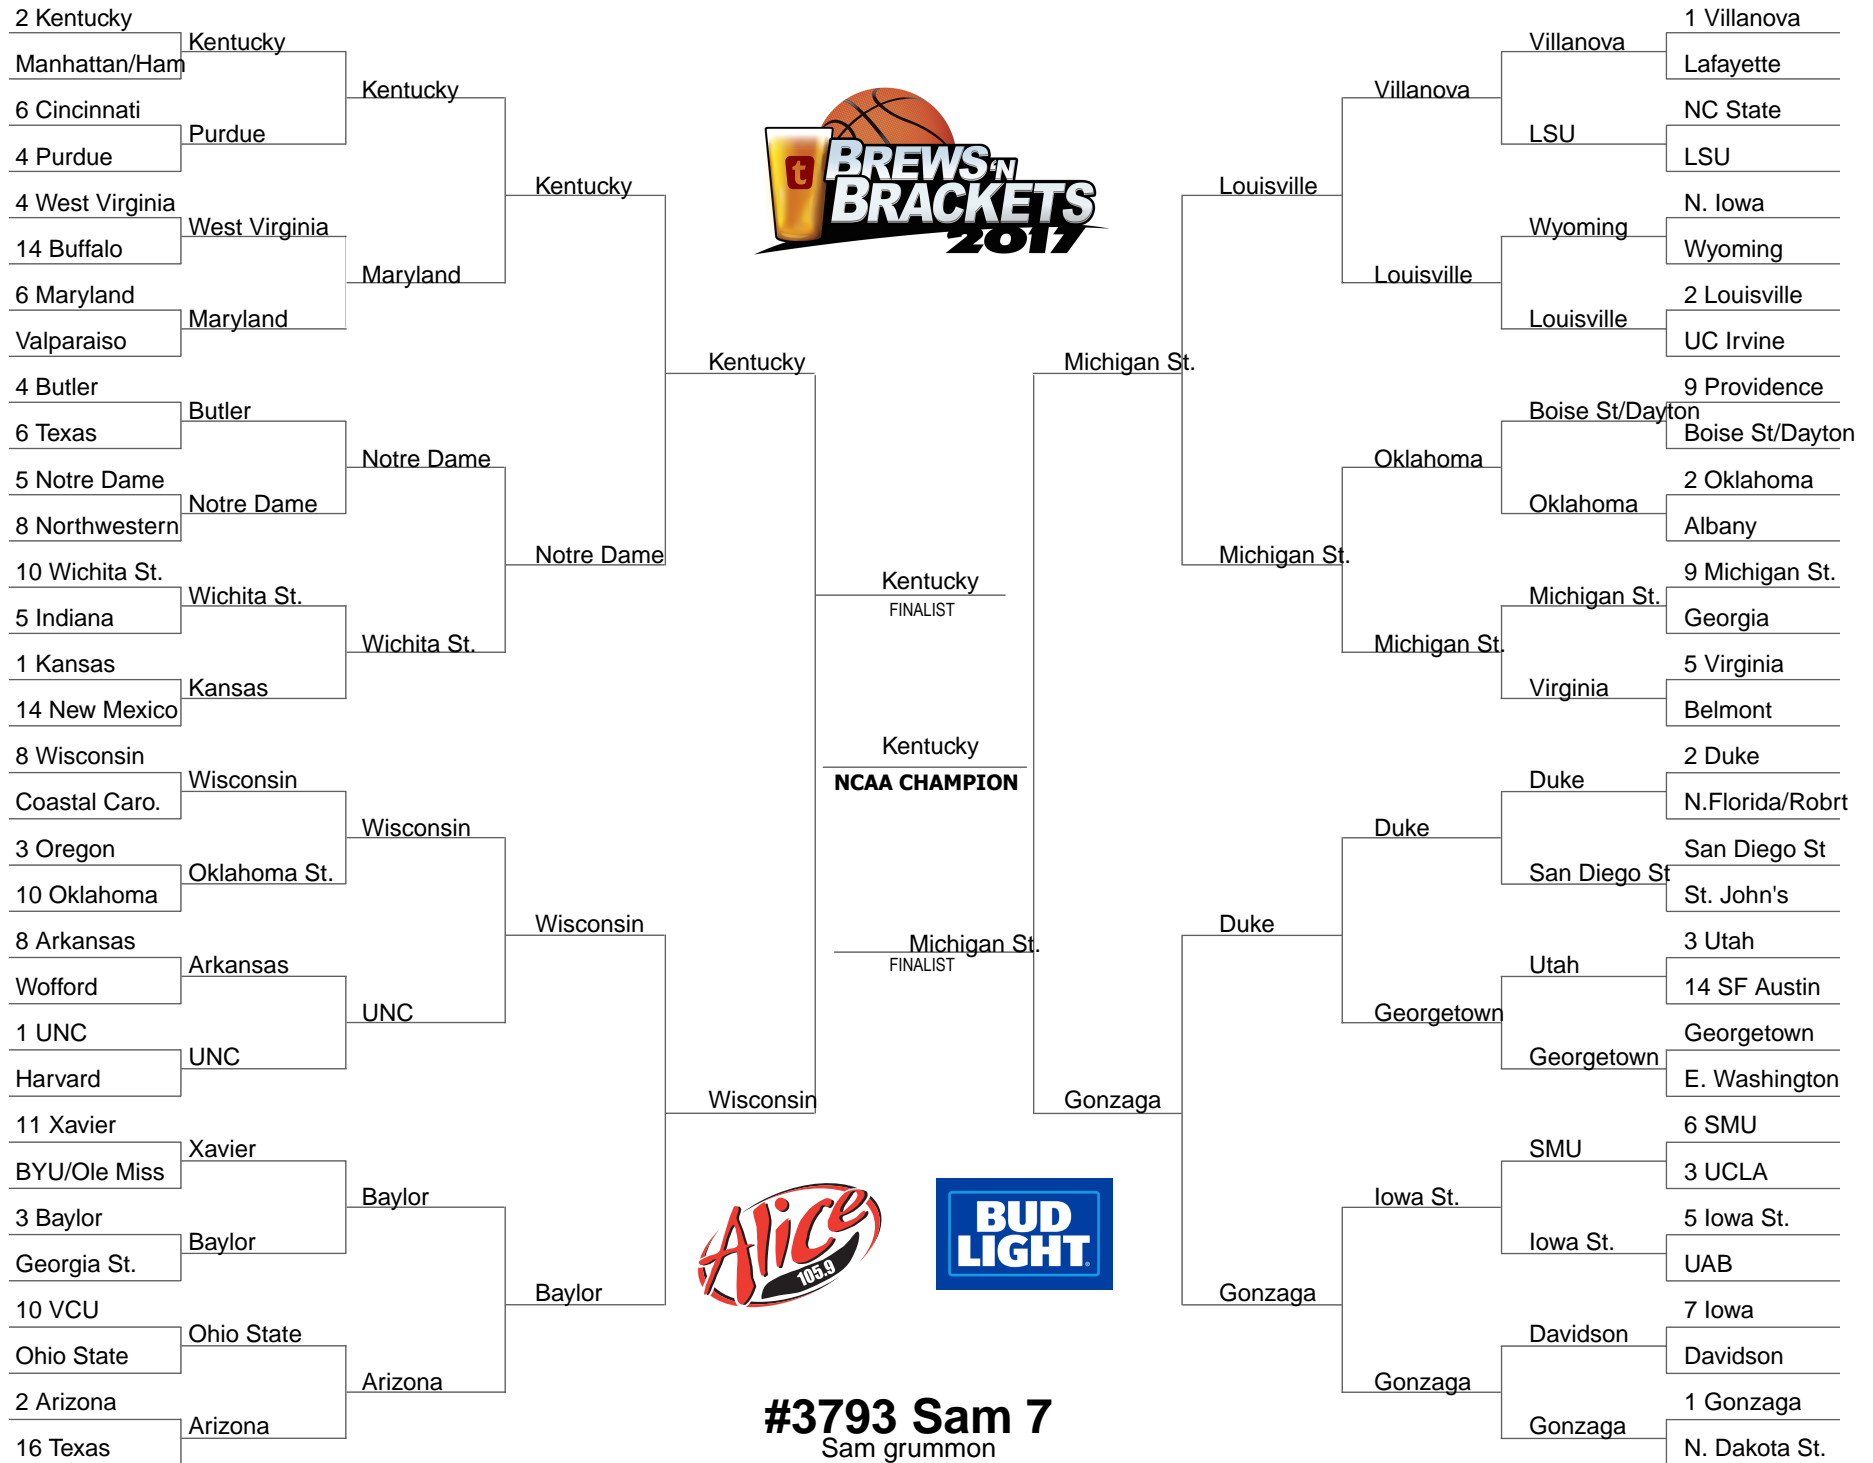 2 Kentucky
Manhattan/Ham
6 Cincinnati
4 Purdue
4 West Virginia
14 Buffalo
6 Maryland
Valparaiso
4 Butler
6 Texas
5 Notre Dame
8 Northwestern
10 Wichita St.
5 Indiana
1 Kansas
14 New Mexico
8 Wisconsin
Coastal Caro.
3 Oregon
10 Oklahoma
8 Arkansas
Wofford
1 UNC
Harvard
11 Xavier
BYU/Ole Miss
3 Baylor
Georgia St.
10 VCU
Ohio State
2 Arizona
16 Texas
Kentucky
Purdue
West Virginia
Maryland
Butler
Notre Dame
Wichita St.
Kansas
Wisconsin
Oklahoma St.
Arkansas
UNC
Xavier
Baylor
Ohio State
Arizona
Kentucky
Maryland
Notre Dame
Wichita St.
Wisconsin
UNC
Baylor
Arizona
Kentucky
Notre Dame
Wisconsin
Baylor
Kentucky
Wisconsin
t
BREWS 'N
BRACKETS
2017
Kentucky
FINALIST
Kentucky
NCAA CHAMPION
Michigan St.
FINALIST
Alice
105.9
BUD
LIGHT
#3793 Sam 7
Sam grummon
Michigan St.
Gonzaga
Louisville
Michigan St.
Duke
Gonzaga
Villanova
Louisville
Oklahoma
Michigan St.
Duke
Georgetown
Iowa St.
Gonzaga
Villanova
LSU
Wyoming
Louisville
Boise St/Dayton
Oklahoma
Michigan St.
Virginia
Duke
San Diego St
Utah
Georgetown
SMU
Iowa St.
Davidson
Gonzaga
1 Villanova
Lafayette
NC State
LSU
N. Iowa
Wyoming
2 Louisville
UC Irvine
9 Providence
Boise St/Dayton
2 Oklahoma
Albany
9 Michigan St.
Georgia
5 Virginia
Belmont
2 Duke
N.Florida/Robrt
San Diego St
St. John's
3 Utah
14 SF Austin
Georgetown
E. Washington
6 SMU
3 UCLA
5 Iowa St.
UAB
7 Iowa
Davidson
1 Gonzaga
N. Dakota St.